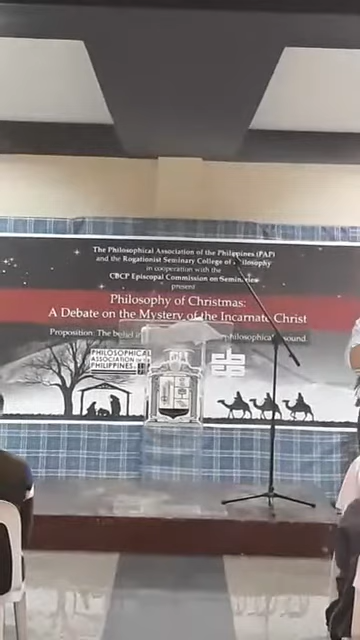 The Philosophical Association of the Philippines (PAP)
and the Rogationist Seminary College of Philosophy
in cooperation with the
CBCP Episcopal Commission on Seminaries
present
Philosophy of Christmas:
A Debate on the Mystery of the Incarnate Christ
Proposition: The belief in philosophically sound.
PHILOSOPHICAL
ASSOCIATION OF THE
PHILIPPINES
PAP